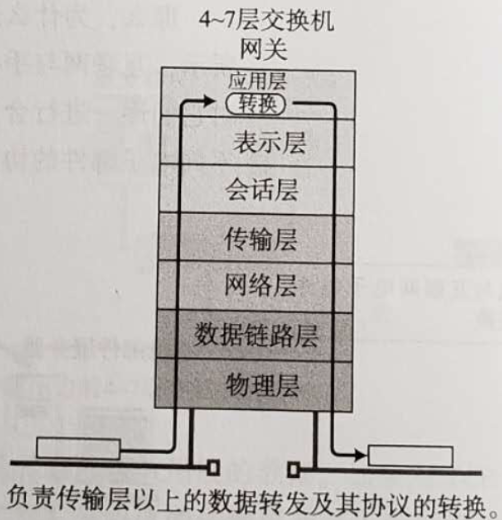 4~7层交换机
网关
应用层
转换
表示层
会话层
传输层
网络层
数据链路层
物理层
负责传输层以上的数据转发及其协议的转换。